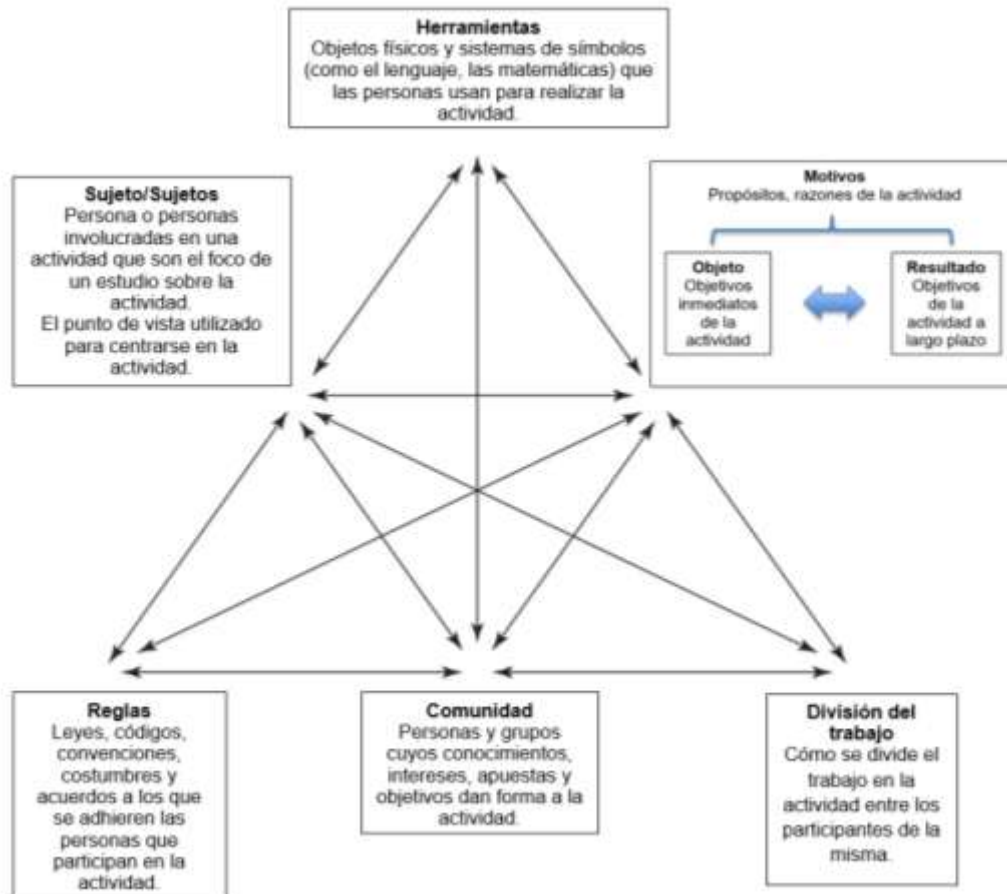 Herramientas
Objetos físicos y sistemas de símbolos
(como el lenguaje, las matemáticas) que
las personas usan para realizar la
actividad.
Sujeto/Sujetos
Persona o personas
involucradas en una
actividad que son el foco de
un estudio sobre la
actividad.
El punto de vista utilizado
para centrarse en la
actividad.
Motivos
Propósitos, razones de la actividad
Objeto
Objetivos
inmediatos
de la
actividad
Resultado
Objetivos
de la
actividad a
largo plazo
Reglas
Leyes, códigos,
convenciones,
costumbres y
acuerdos a los que
se adhieren las
personas que
participan en la
actividad.
Comunidad
Personas y grupos
cuyos conocimientos,
intereses, apuestas y
objetivos dan forma a la
actividad.
División del
trabajo
Cómo se divide el
trabajo en la
actividad entre los
participantes de la
misma.